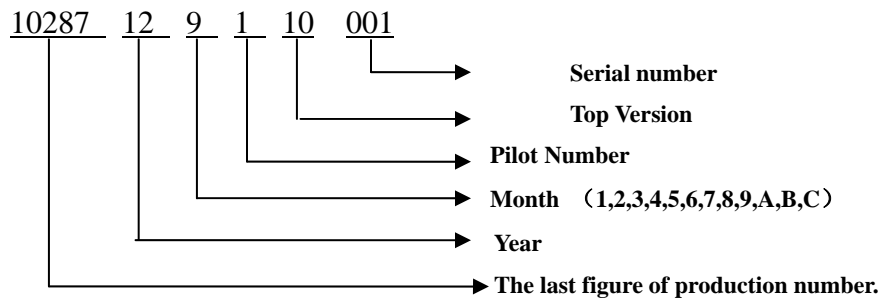 10287 12 9 1 10 001
Serial number
Top Version
Pilot Number
Month （1,2,3,4,5,6,7,8,9,A,B,C）
Year
The last figure of production number.